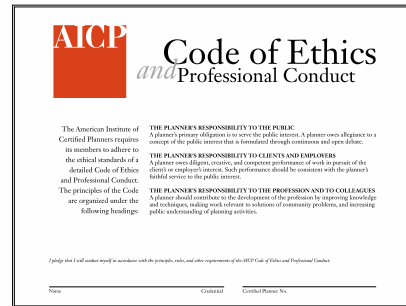 AICP
Code of Ethics
and Professional Conduct
The American Institute of
Certified Planners requires
its members to adhere to
the ethical standards of a
detailed Code of Ethics
and Professional Conduct.
The principles of the Code
are organized under the
following headings:
THE PLANNER'S RESPONSIBILITY TO THE PUBLIC
A planner's primary obligation is to serve the public interest. A planner owes allegiance to a
concept of the public interest that is formulated through continuous and open debate.
THE PLANNER'S RESPONSIBILITY TO CLIENTS AND EMPLOYERS
A planner owes diligent, creative, and competent performance of work in pursuit of the
client's or employer's interest. Such performance should be consistent with the planner's
faithful service to the public interest.
THE PLANNER'S RESPONSIBILITY TO THE PROFESSION AND TO COLLEAGUES
A planner should contribute to the development of the profession by improving knowledge
and techniques, making work relevant to solutions of community problems, and increasing
public understanding of planning activities.
I pledge that I will conduct myself in accordance with the principles, rules, and other requirements of the AICP Code of Ethics and Professional Conduct.
Name Credential Certified Planner No.